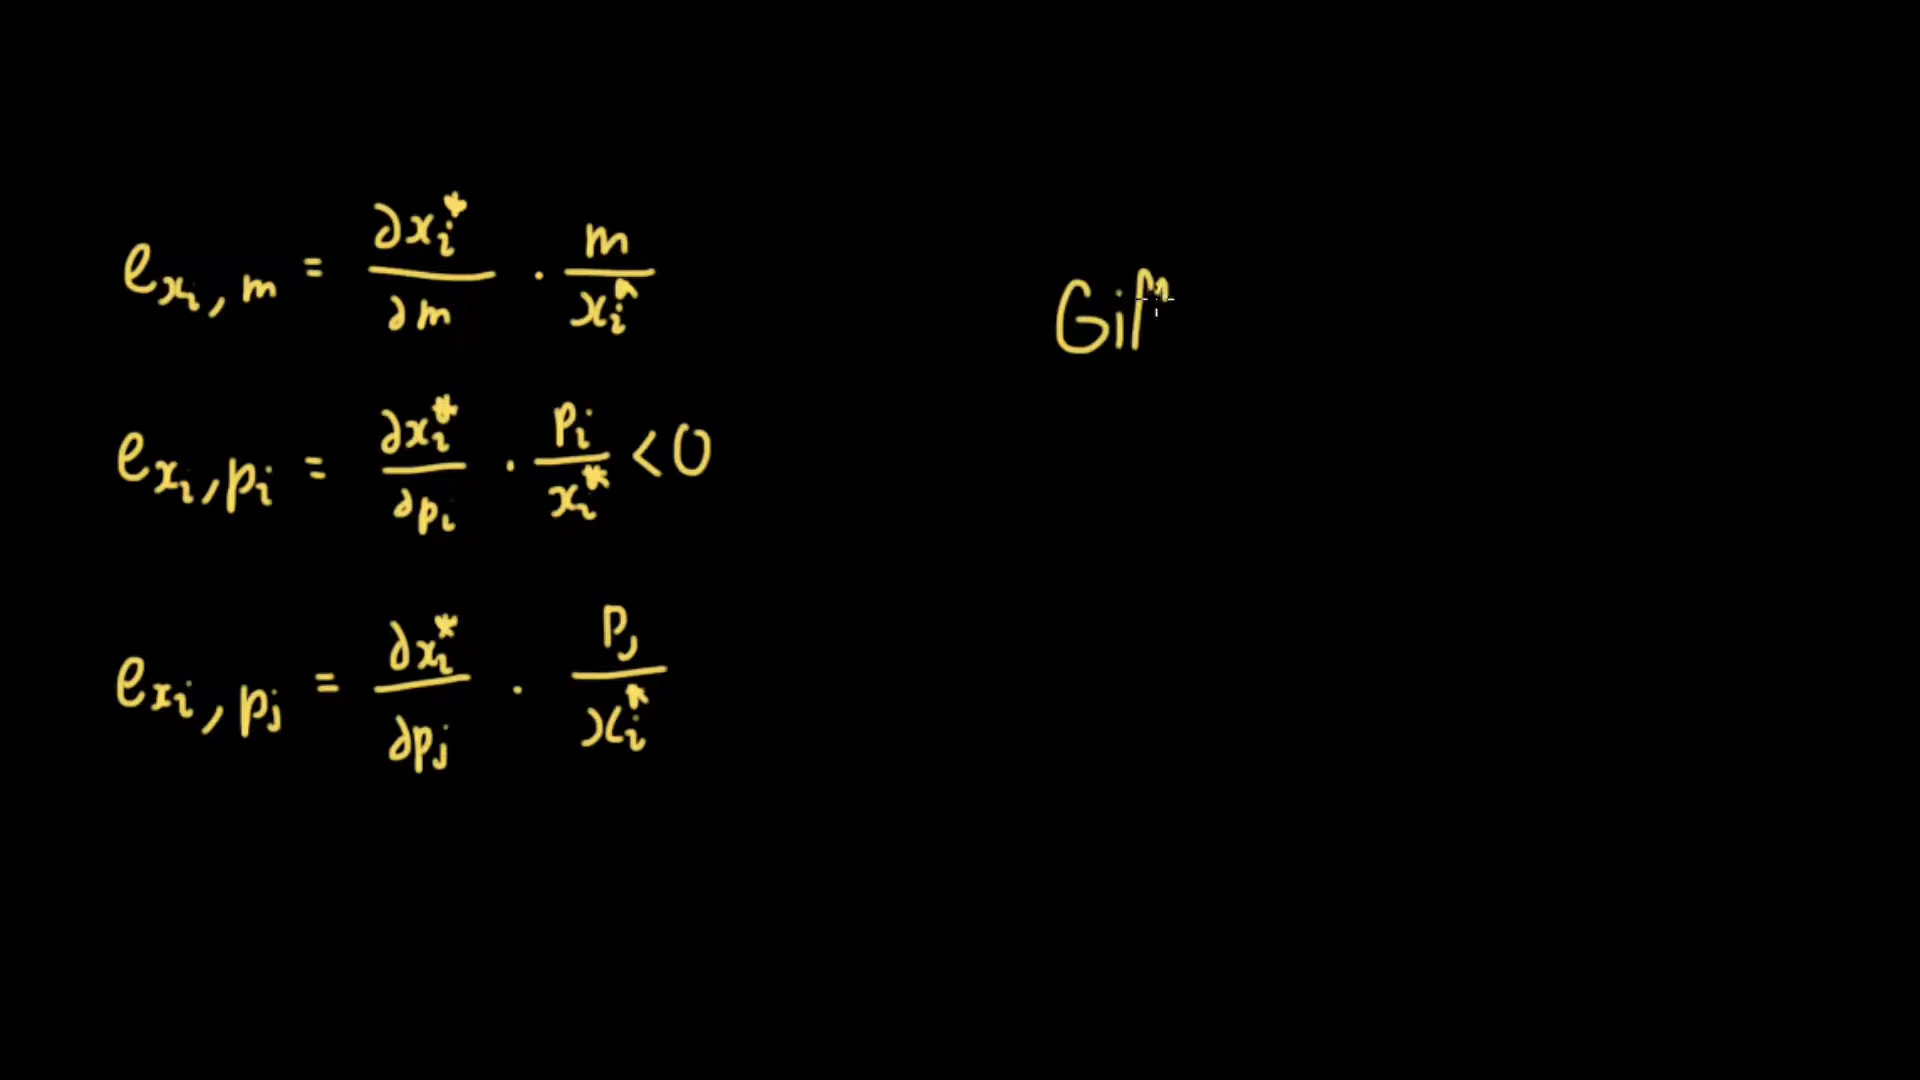 e_{x_i, m} = ∂x_i^* / ∂m · m / x_i^*
e_{x_i, p_i} = ∂x_i^* / ∂p_i · p_i / x_i^* < 0
e_{x_i, p_j} = ∂x_i^* / ∂p_j · p_j / x_i^*